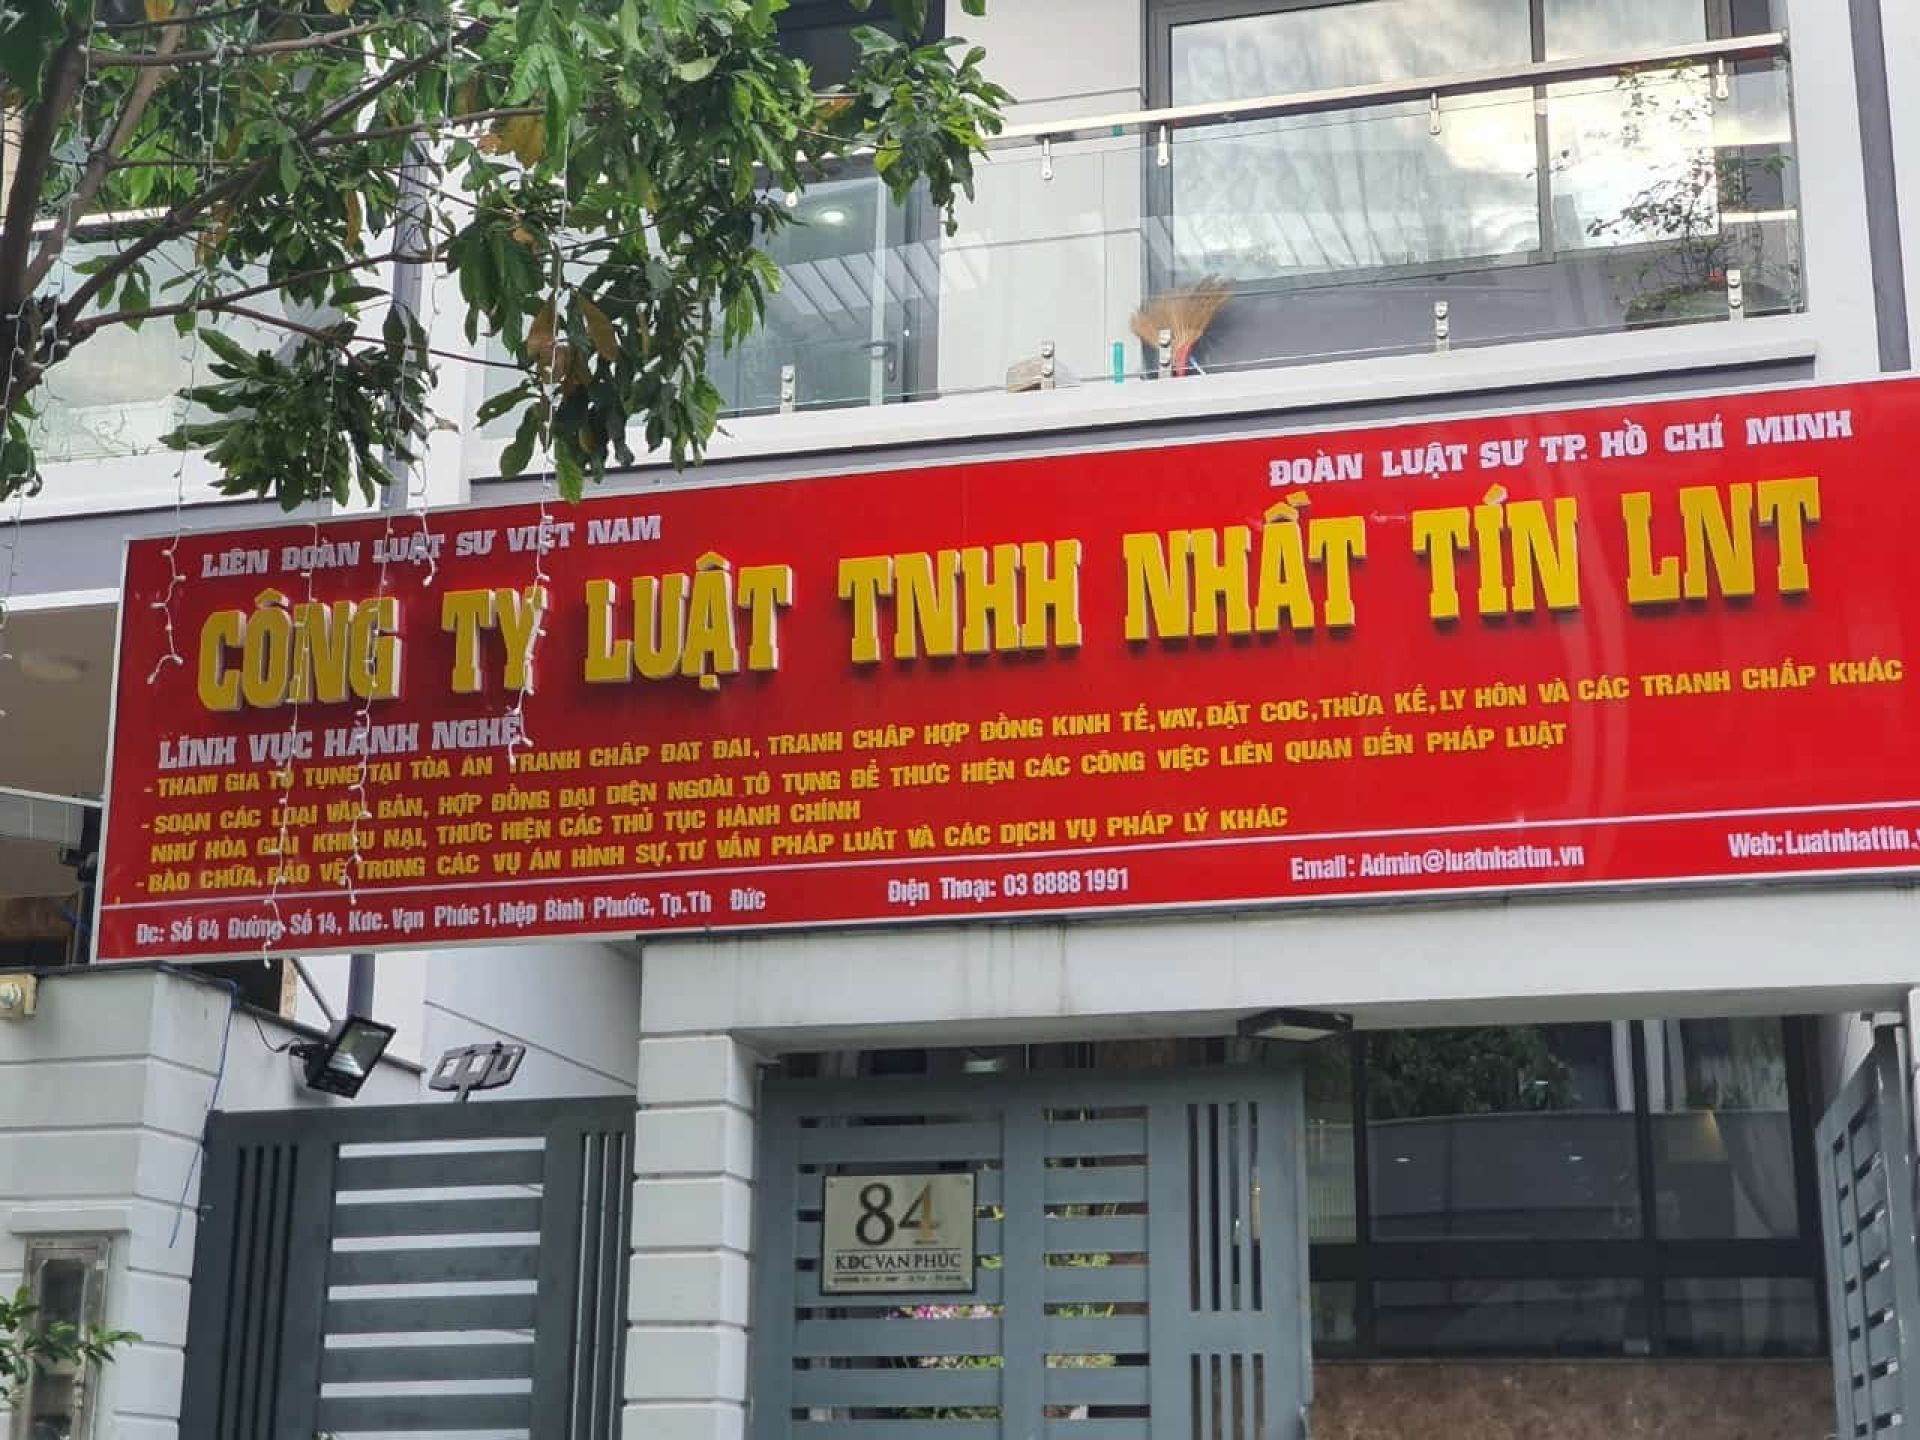 LIÊN ĐOÀN LUẬT SƯ VIỆT NAM
ĐOÀN LUẬT SƯ TP. HỒ CHÍ MINH
CÔNG TY LUẬT TNHH NHẤT TÍN LNT
LĨNH VỰC HÀNH NGHỀ
- THAM GIA TỐ TỤNG TẠI TÒA ÁN TRANH CHẤP ĐẤT ĐAI, TRANH CHẤP HỢP ĐỒNG KINH TẾ, VAY, ĐẶT CỌC, THỪA KẾ, LY HÔN VÀ CÁC TRANH CHẤP KHÁC
- SOẠN CÁC LOẠI VĂN BẢN, HỢP ĐỒNG ĐẠI DIỆN NGOÀI TỐ TỤNG ĐỂ THỰC HIỆN CÁC CÔNG VIỆC LIÊN QUAN ĐẾN PHÁP LUẬT
NHƯ HÒA GIẢI KHIẾU NẠI, THỰC HIỆN CÁC THỦ TỤC HÀNH CHÍNH
- BÀO CHỮA, BẢO VỆ TRONG CÁC VỤ ÁN HÌNH SỰ, TƯ VẤN PHÁP LUẬT VÀ CÁC DỊCH VỤ PHÁP LÝ KHÁC
Đc: Số 84 Đường Số 14, Kdc. Vạn Phúc 1, Hiệp Bình Phước, Tp.Th Đức
Điện Thoại: 03 8888 1991
Email: Admin@luatnhattin.vn
Web: Luatnhattin.
84
KDC VẠN PHÚC